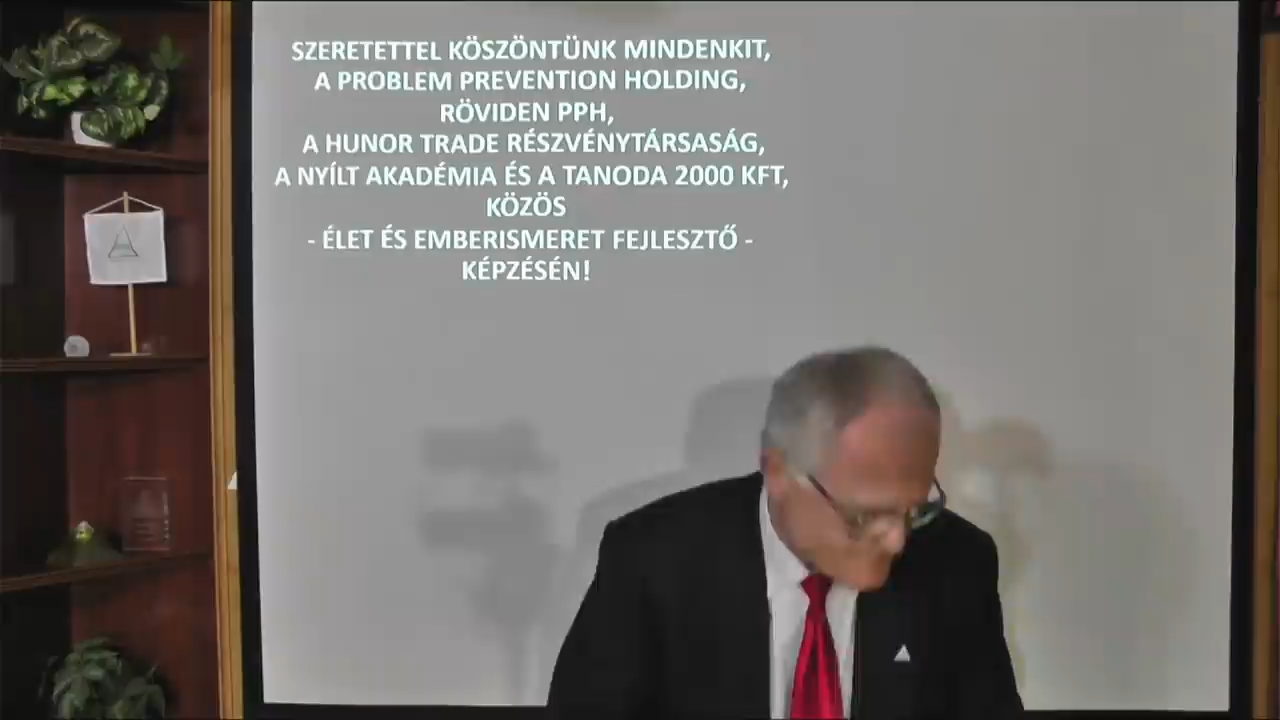 SZERETETTEL KÖSZÖNTÜNK MINDENKIT,
A PROBLEM PREVENTION HOLDING,
RÖVIDEN PPH,
A HUNOR TRADE RÉSZVÉNYTÁRSASÁG,
A NYÍLT AKADÉMIA ÉS A TANODA 2000 KFT,
KÖZÖS
- ÉLET ÉS EMBERISMERET FEJLESZTŐ -
KÉPZÉSÉN!